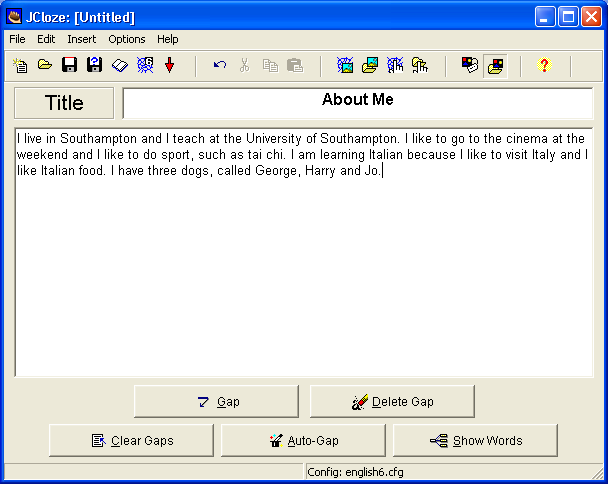 JCloze: [Untitled]
File Edit Insert Options Help
Title
About Me
I live in Southampton and I teach at the University of Southampton. I like to go to the cinema at the
weekend and I like to do sport, such as tai chi. I am learning Italian because I like to visit Italy and I
like Italian food. I have three dogs, called George, Harry and Jo.
Gap Delete Gap
Clear Gaps Auto-Gap Show Words
Config: english6.cfg